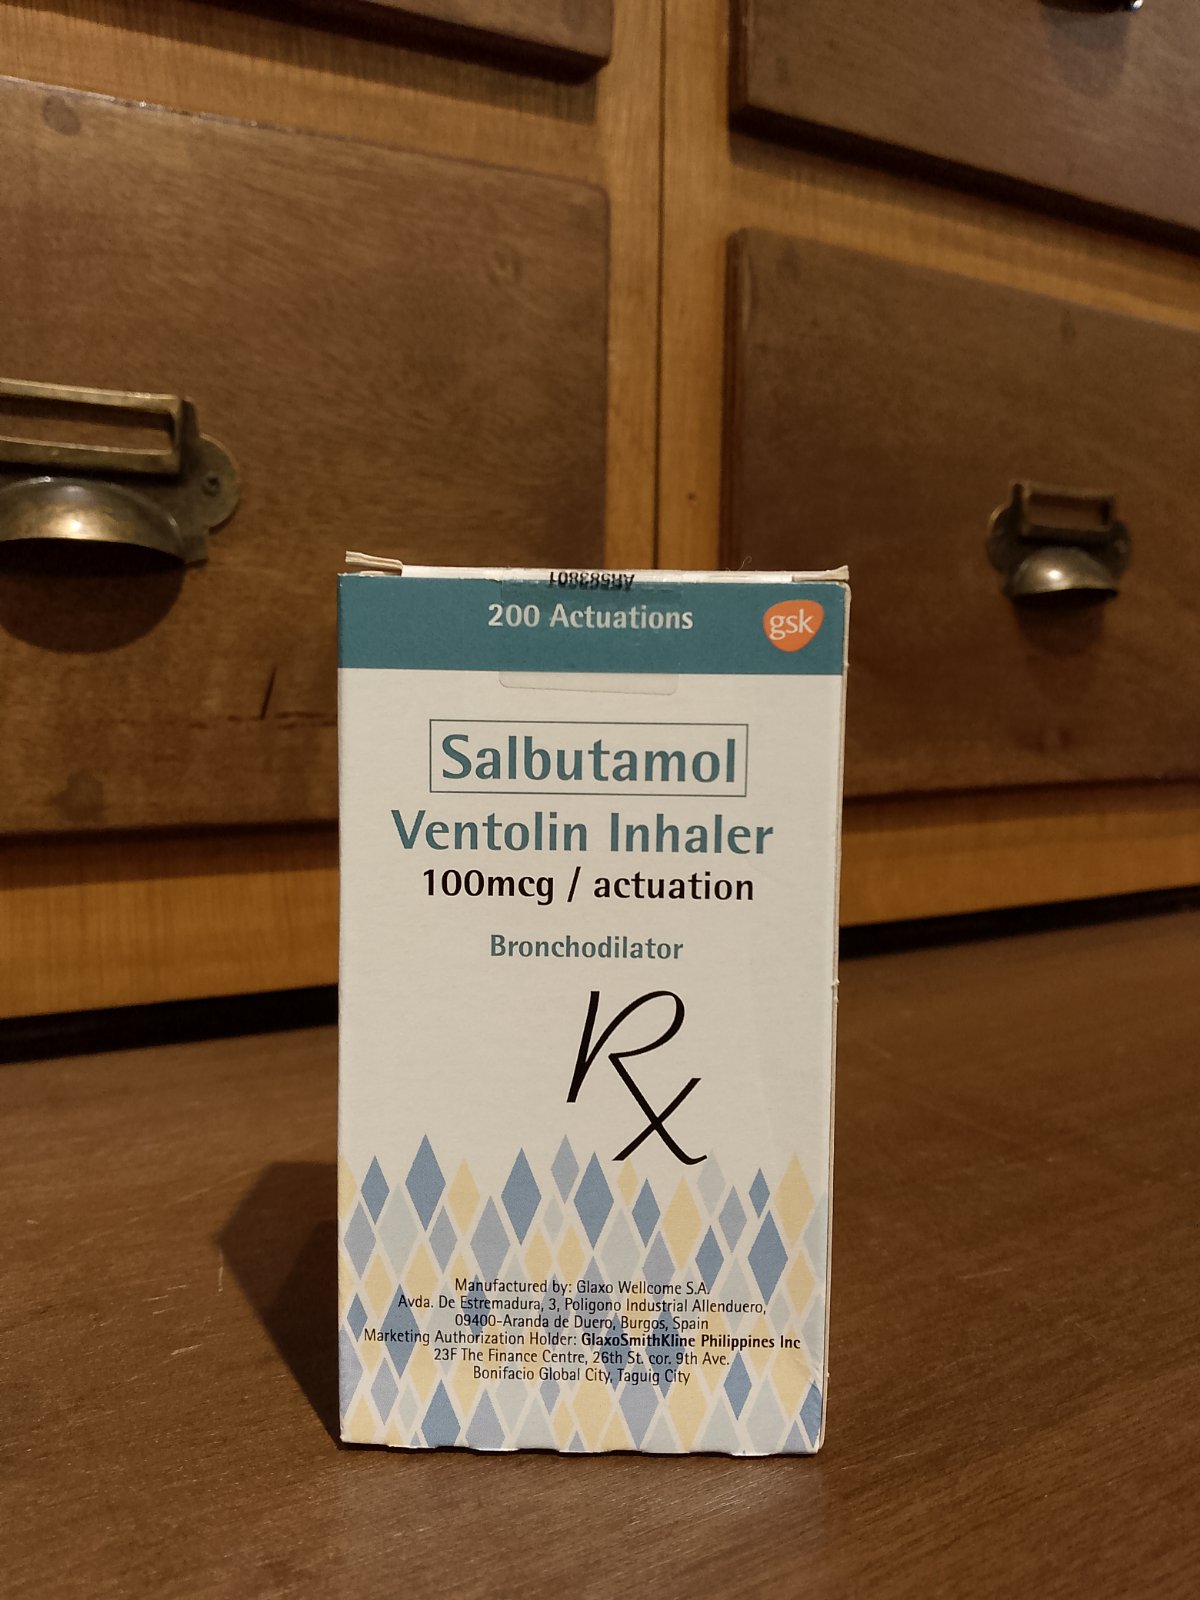 AR583801
200 Actuations
gsk
Salbutamol
Ventolin Inhaler
100mcg / actuation
Bronchodilator
Rx
Manufactured by: Glaxo Wellcome S.A.
Avda. De Estremadura, 3, Poligono Industrial Allenduero,
09400-Aranda de Duero, Burgos, Spain
Marketing Authorization Holder: GlaxoSmithKline Philippines Inc
23F The Finance Centre, 26th St. cor. 9th Ave.
Bonifacio Global City, Taguig City